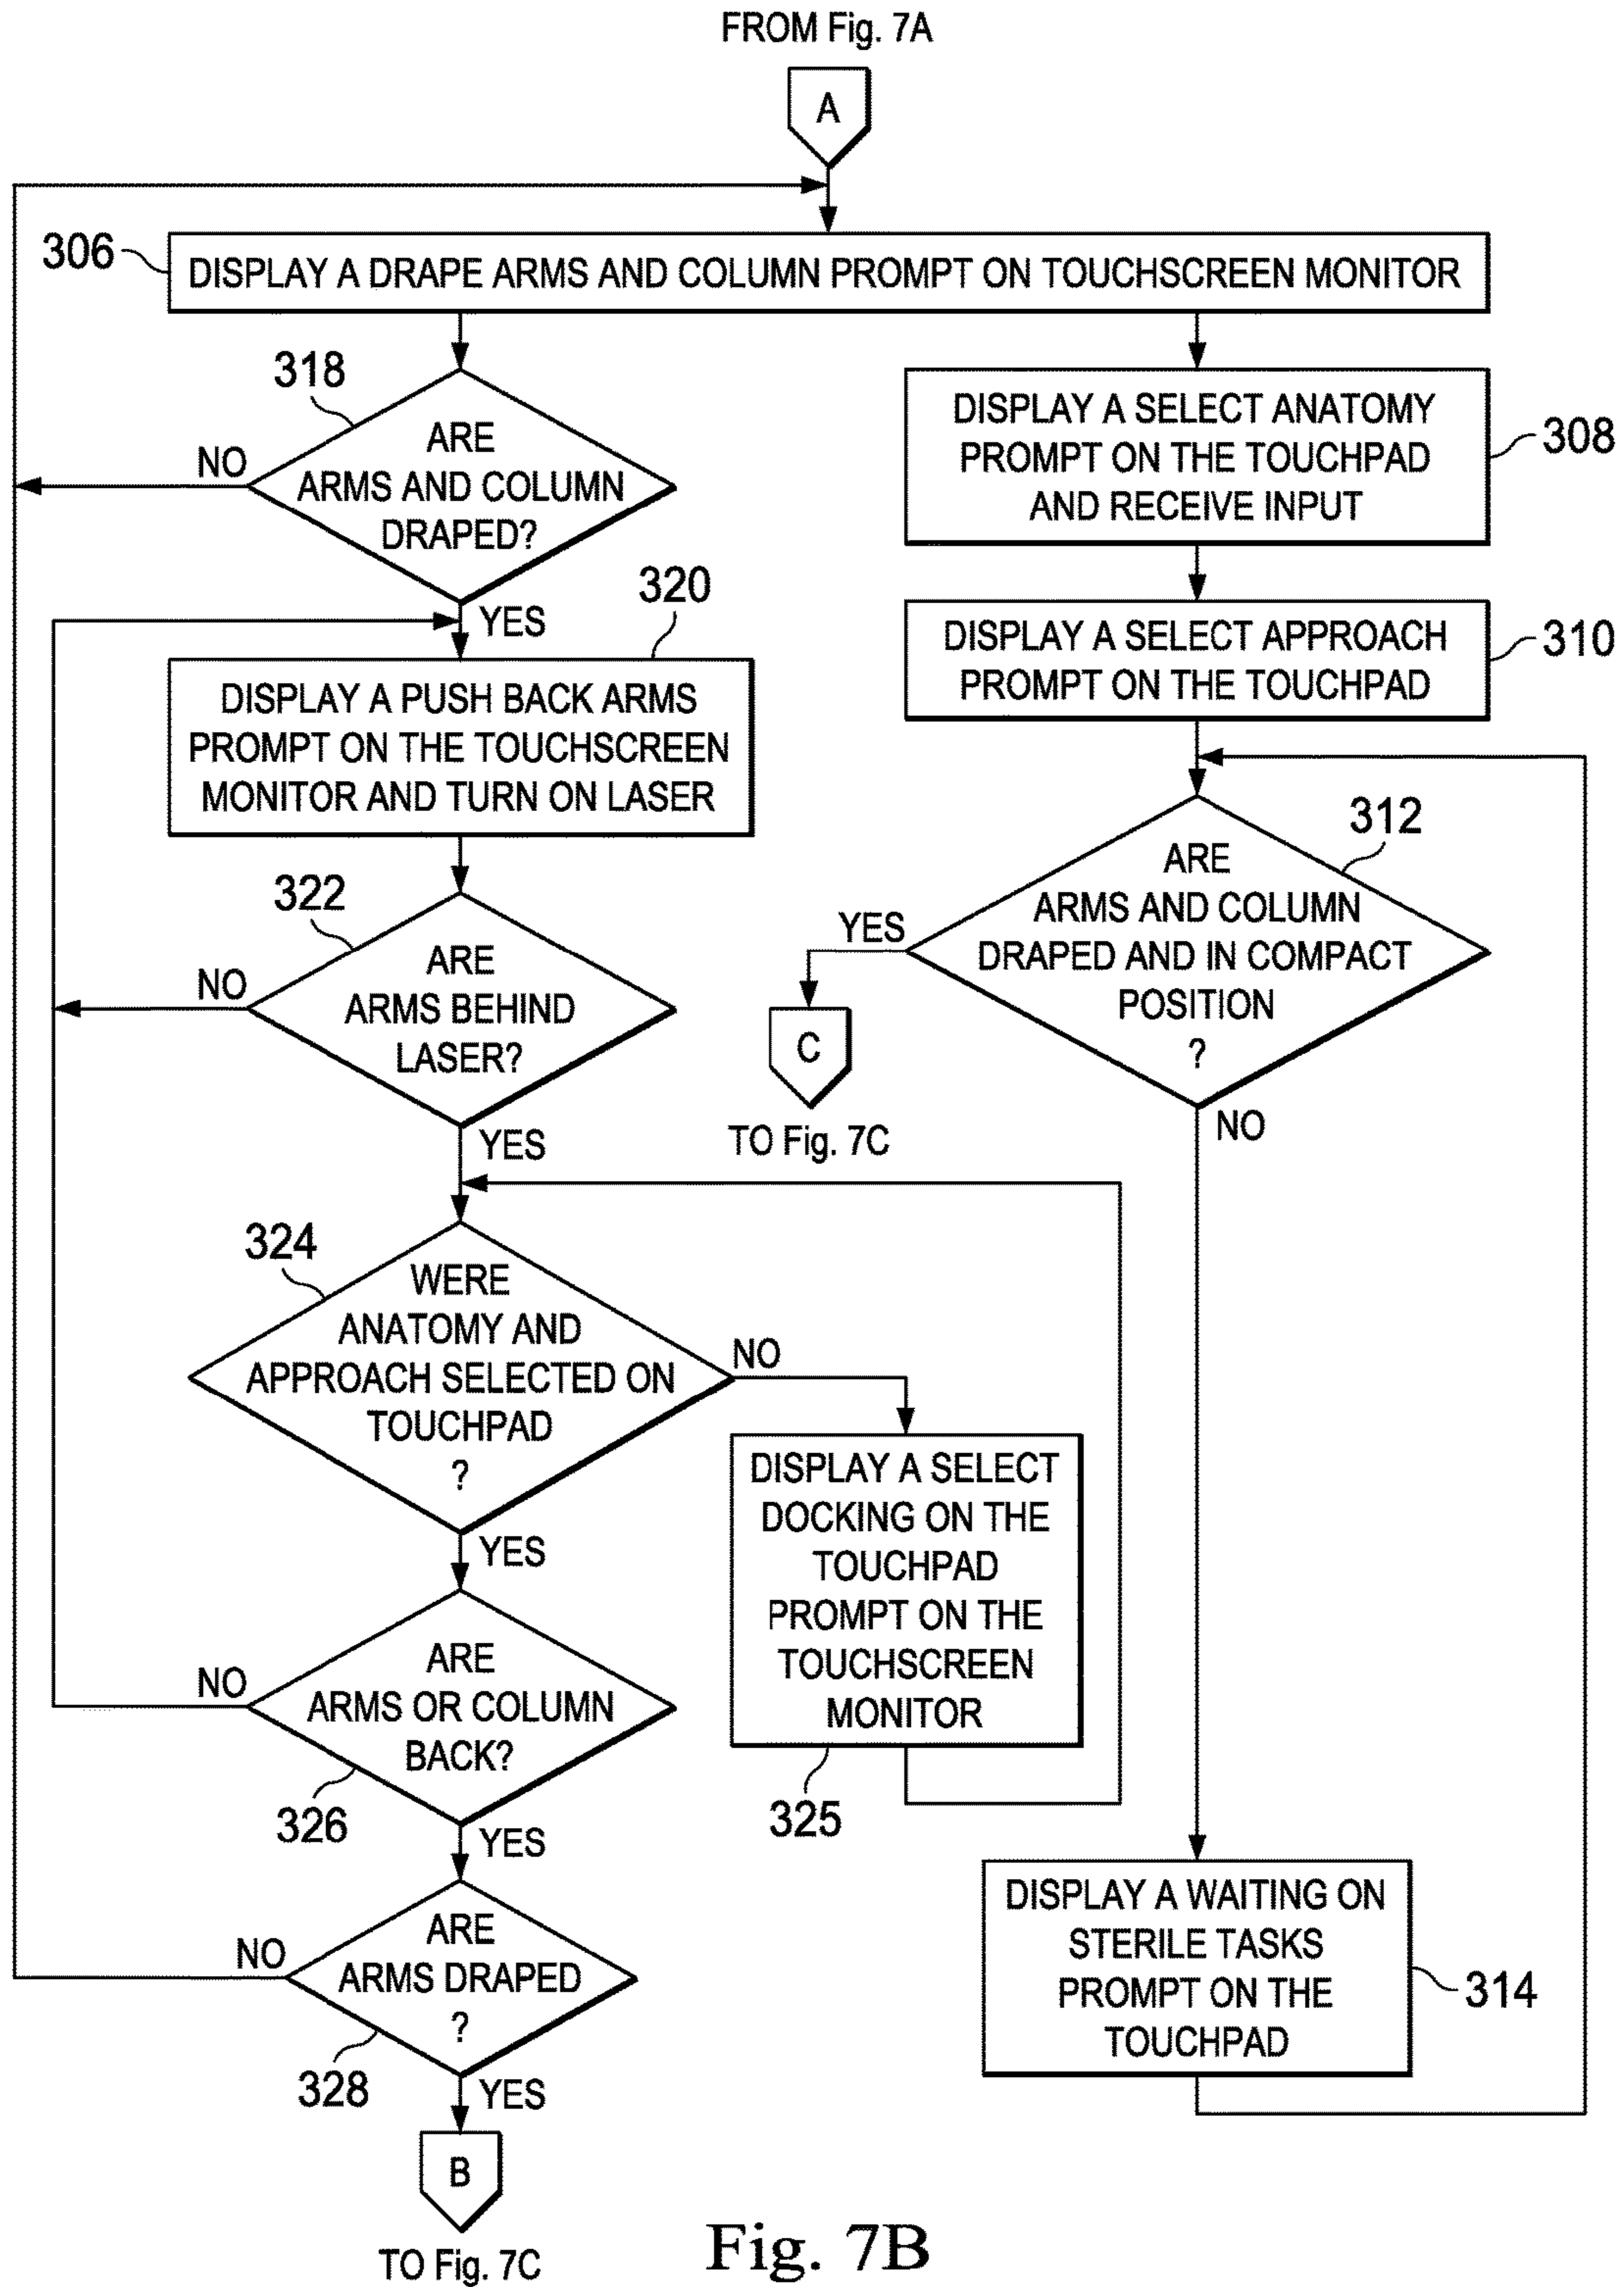 FROM Fig. 7A
A
306
DISPLAY A DRAPE ARMS AND COLUMN PROMPT ON TOUCHSCREEN MONITOR
318
ARE
ARMS AND COLUMN
DRAPED?
NO
YES
308
DISPLAY A SELECT ANATOMY
PROMPT ON THE TOUCHPAD
AND RECEIVE INPUT
320
DISPLAY A PUSH BACK ARMS
PROMPT ON THE TOUCHSCREEN
MONITOR AND TURN ON LASER
310
DISPLAY A SELECT APPROACH
PROMPT ON THE TOUCHPAD
322
ARE
ARMS BEHIND
LASER?
NO
YES
312
ARE
ARMS AND COLUMN
DRAPED AND IN COMPACT
POSITION
?
YES
NO
C
TO Fig. 7C
324
WERE
ANATOMY AND
APPROACH SELECTED ON
TOUCHPAD
?
NO
YES
DISPLAY A SELECT
DOCKING ON THE
TOUCHPAD
PROMPT ON THE
TOUCHSCREEN
MONITOR
325
ARE
ARMS OR COLUMN
BACK?
NO
326
YES
ARE
ARMS DRAPED
?
NO
328
YES
DISPLAY A WAITING ON
STERILE TASKS
PROMPT ON THE
TOUCHPAD
314
B
TO Fig. 7C
Fig. 7B